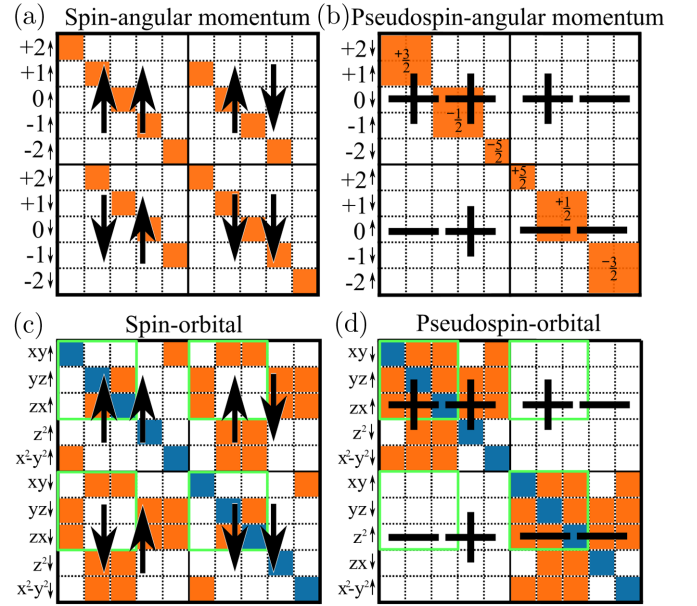 (a) Spin-angular momentum
+2↑
+1↑
0↑
-1↑
-2↑
+2↓
+1↓
0↓
-1↓
-2↓
(b) Pseudospin-angular momentum
+2↓
+1↑
0↓
-1↑
-2↓
+2↑
+1↓
0↑
-1↓
-2↑
+3/2
-1/2
-5/2
+5/2
+1/2
-3/2
(c) Spin-orbital
xy↑
yz↑
zx↑
z²↑
x²-y²↑
xy↓
yz↓
zx↓
z²↓
x²-y²↓
(d) Pseudospin-orbital
xy↓
yz↑
zx↑
z²↓
x²-y²↓
xy↑
yz↓
z²↑
zx↓
x²-y²↑